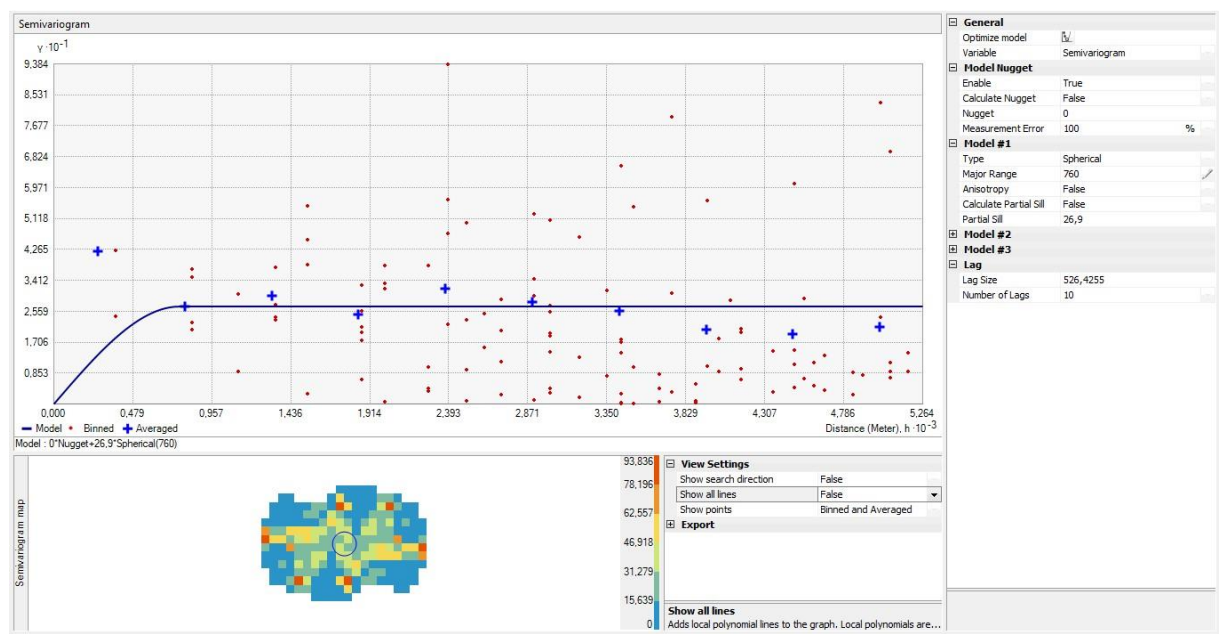 Semivariogram
γ·10⁻¹
9,384
8,531
7,677
6,824
5,971
5,118
4,265
3,412
2,559
1,706
0,853
0,000 0,479 0,957 1,436 1,914 2,393 2,871 3,350 3,829 4,307 4,786 5,264
Model Binned Averaged Distance (Meter), h ·10⁻³
Model : 0*Nugget+26,9*Spherical(760)
General
Optimize model
Variable Semivariogram
Model Nugget
Enable True
Calculate Nugget False
Nugget 0
Measurement Error 100 %
Model #1
Type Spherical
Major Range 760
Anisotropy False
Calculate Partial Sill False
Partial Sill 26,9
Model #2
Model #3
Lag
Lag Size 526,4255
Number of Lags 10
Semivariogram map
93,836
78,196
62,557
46,918
31,279
15,639
0
View Settings
Show search direction False
Show all lines False
Show points Binned and Averaged
Export
Show all lines
Adds local polynomial lines to the graph. Local polynomials are...